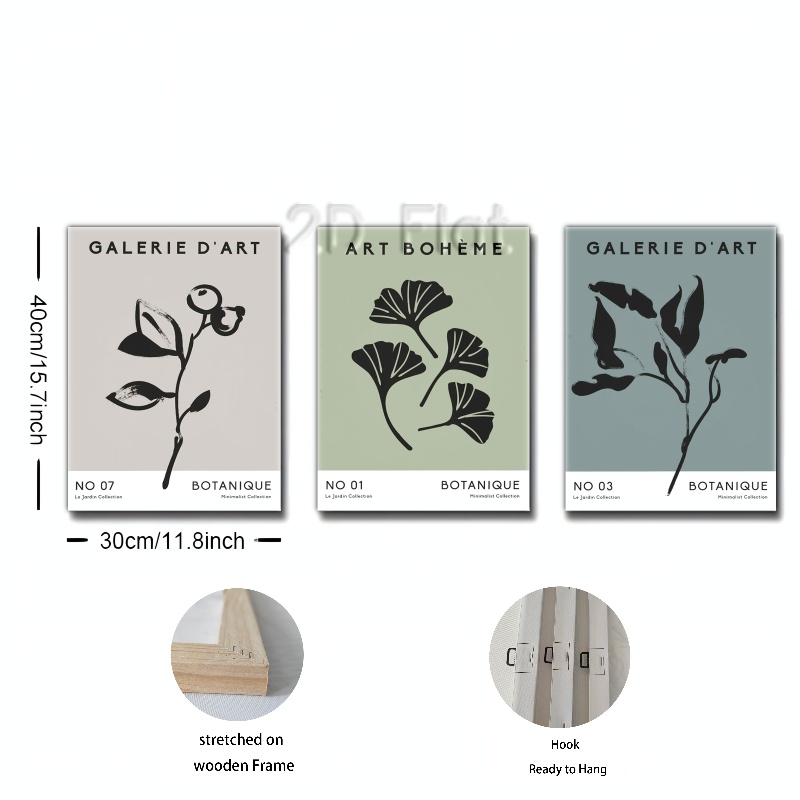 2D Flat
GALERIE D'ART
ART BOHÈME
GALERIE D'ART
40cm/15.7inch
NO 07
BOTANIQUE
Le Jardin Collection
Minimalist Collection
NO 01
BOTANIQUE
Le Jardin Collection
Minimalist Collection
NO 03
BOTANIQUE
Le Jardin Collection
Minimalist Collection
30cm/11.8inch
stretched on
wooden Frame
Hook
Ready to Hang